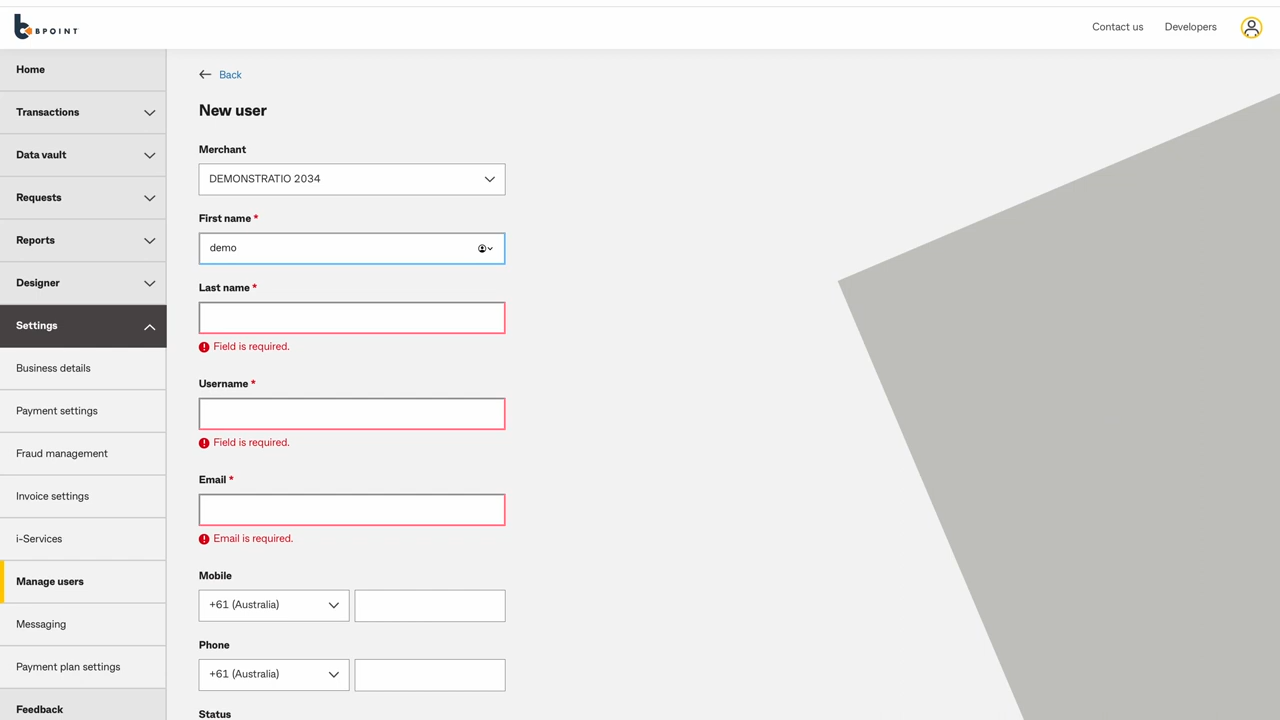 BPOINT
Contact us
Developers
Home
Transactions
Data vault
Requests
Reports
Designer
Settings
Business details
Payment settings
Fraud management
Invoice settings
i-Services
Manage users
Messaging
Payment plan settings
Feedback
Back
New user
Merchant
DEMONSTRATIO 2034
First name *
demo
Last name *
Field is required.
Username *
Field is required.
Email *
Email is required.
Mobile
+61 (Australia)
Phone
+61 (Australia)
Status